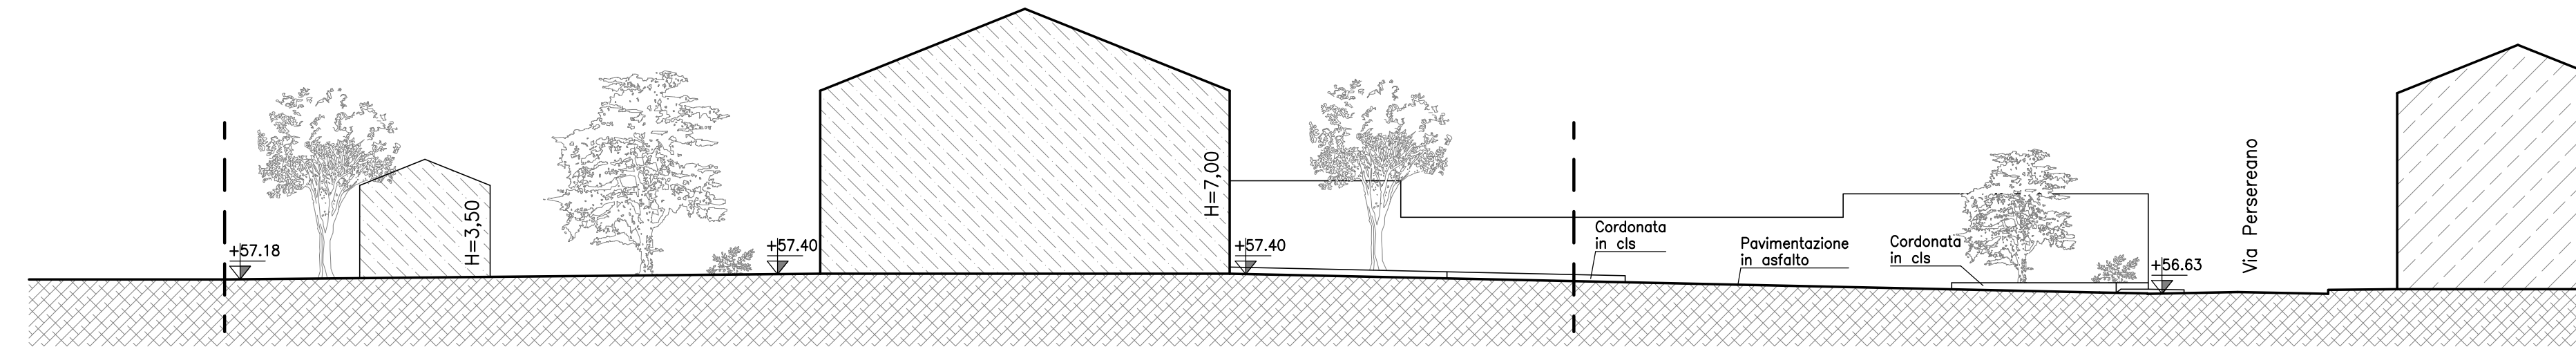 +57.18
H=3,50
+57.40
H=7,00
+57.40
Cordonata
in cls
Pavimentazione
in asfalto
Cordonata
in cls
+56.63
Via Persereano